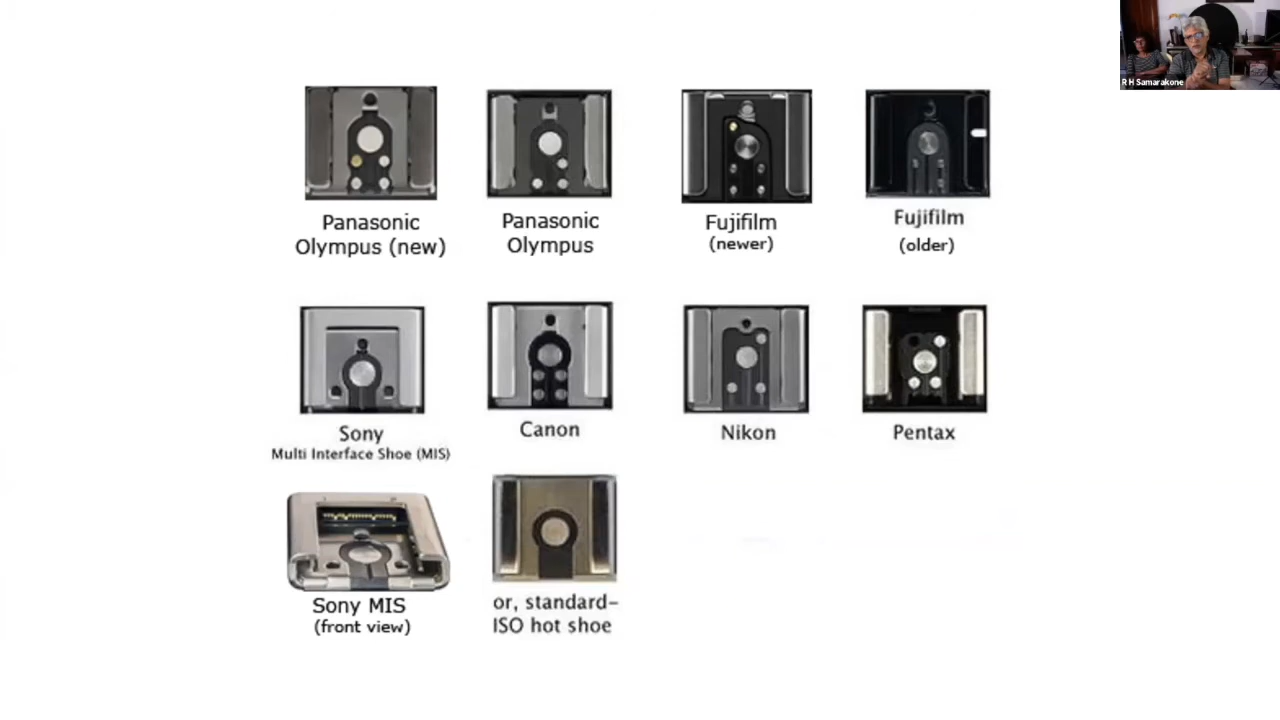 R H Samarakone
Panasonic
Olympus (new)
Panasonic
Olympus
Fujifilm
(newer)
Fujifilm
(older)
Sony
Multi Interface Shoe (MIS)
Canon
Nikon
Pentax
Sony MIS
(front view)
or, standard-
ISO hot shoe